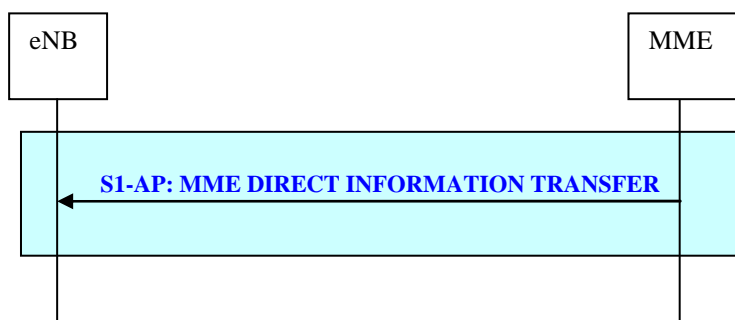 eNB
MME
S1-AP: MME DIRECT INFORMATION TRANSFER